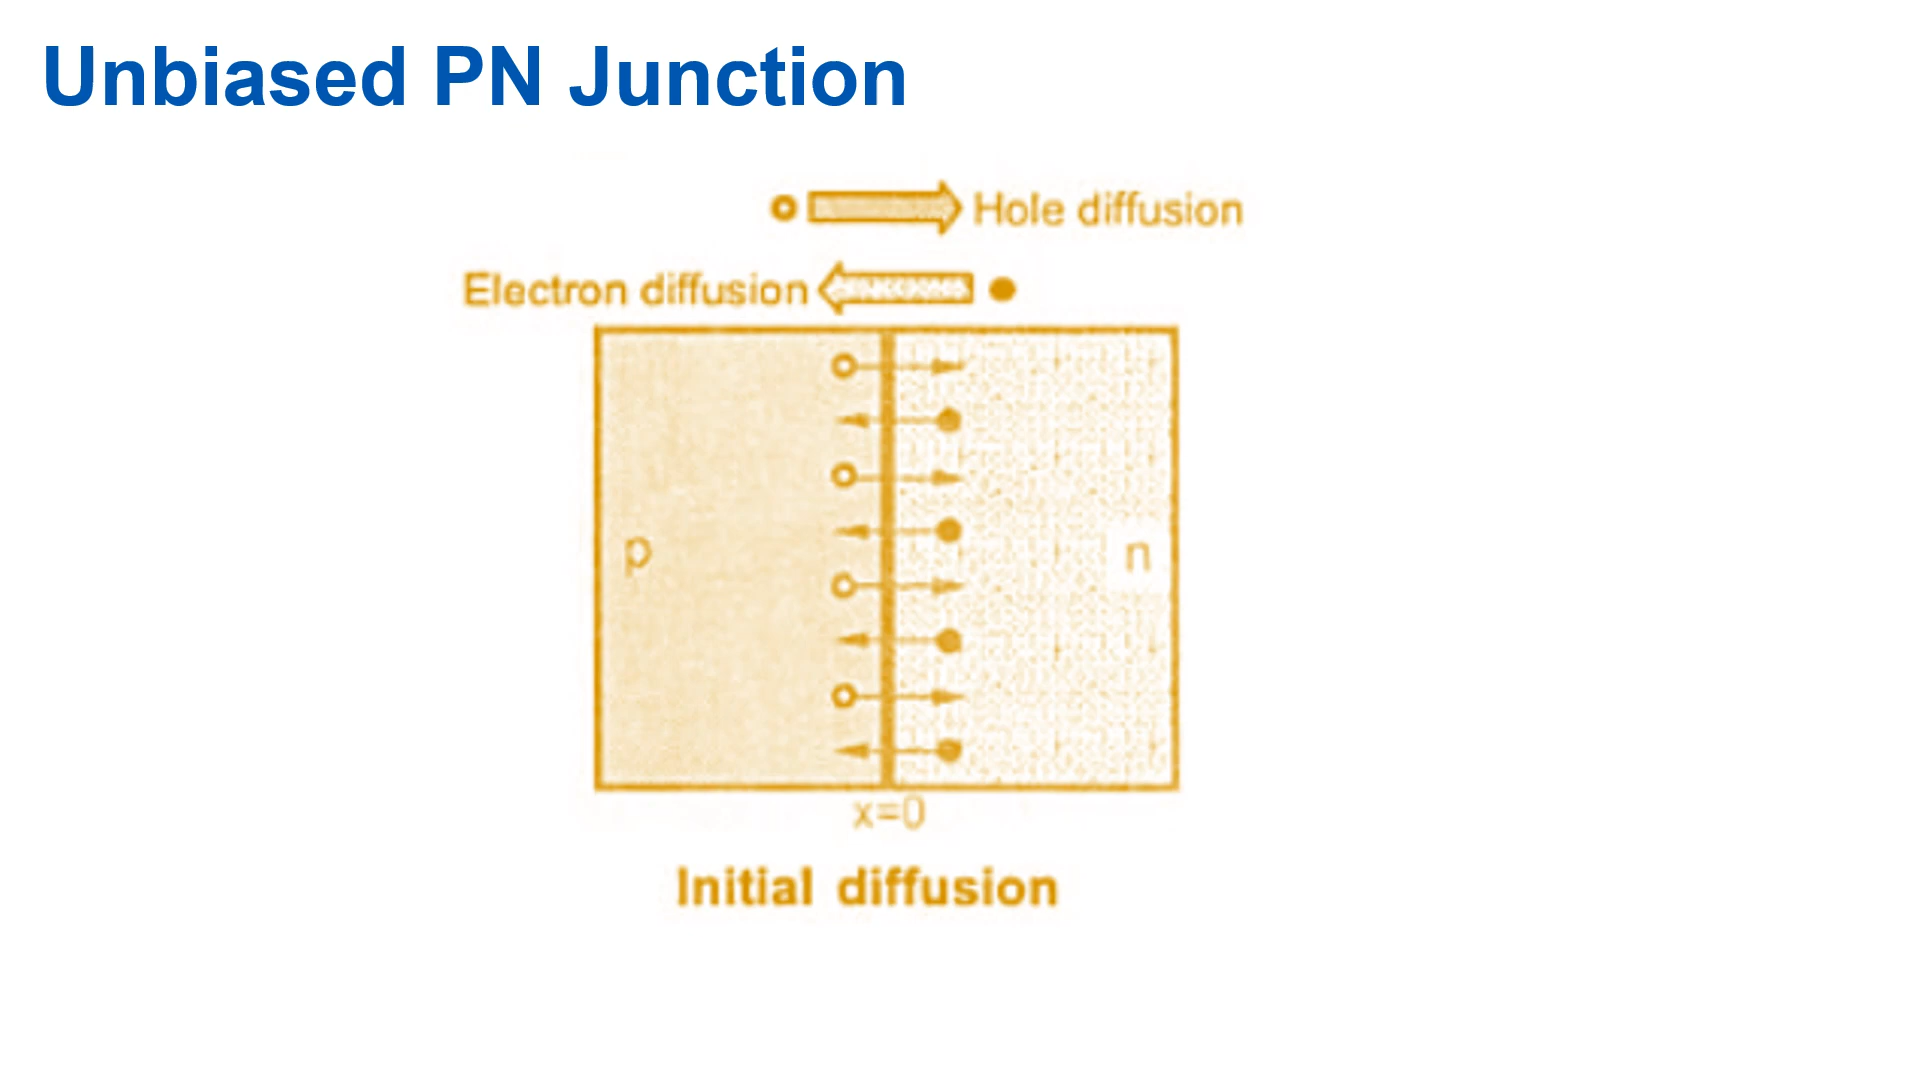 Unbiased PN Junction
Hole diffusion
Electron diffusion
p
n
x=0
Initial diffusion